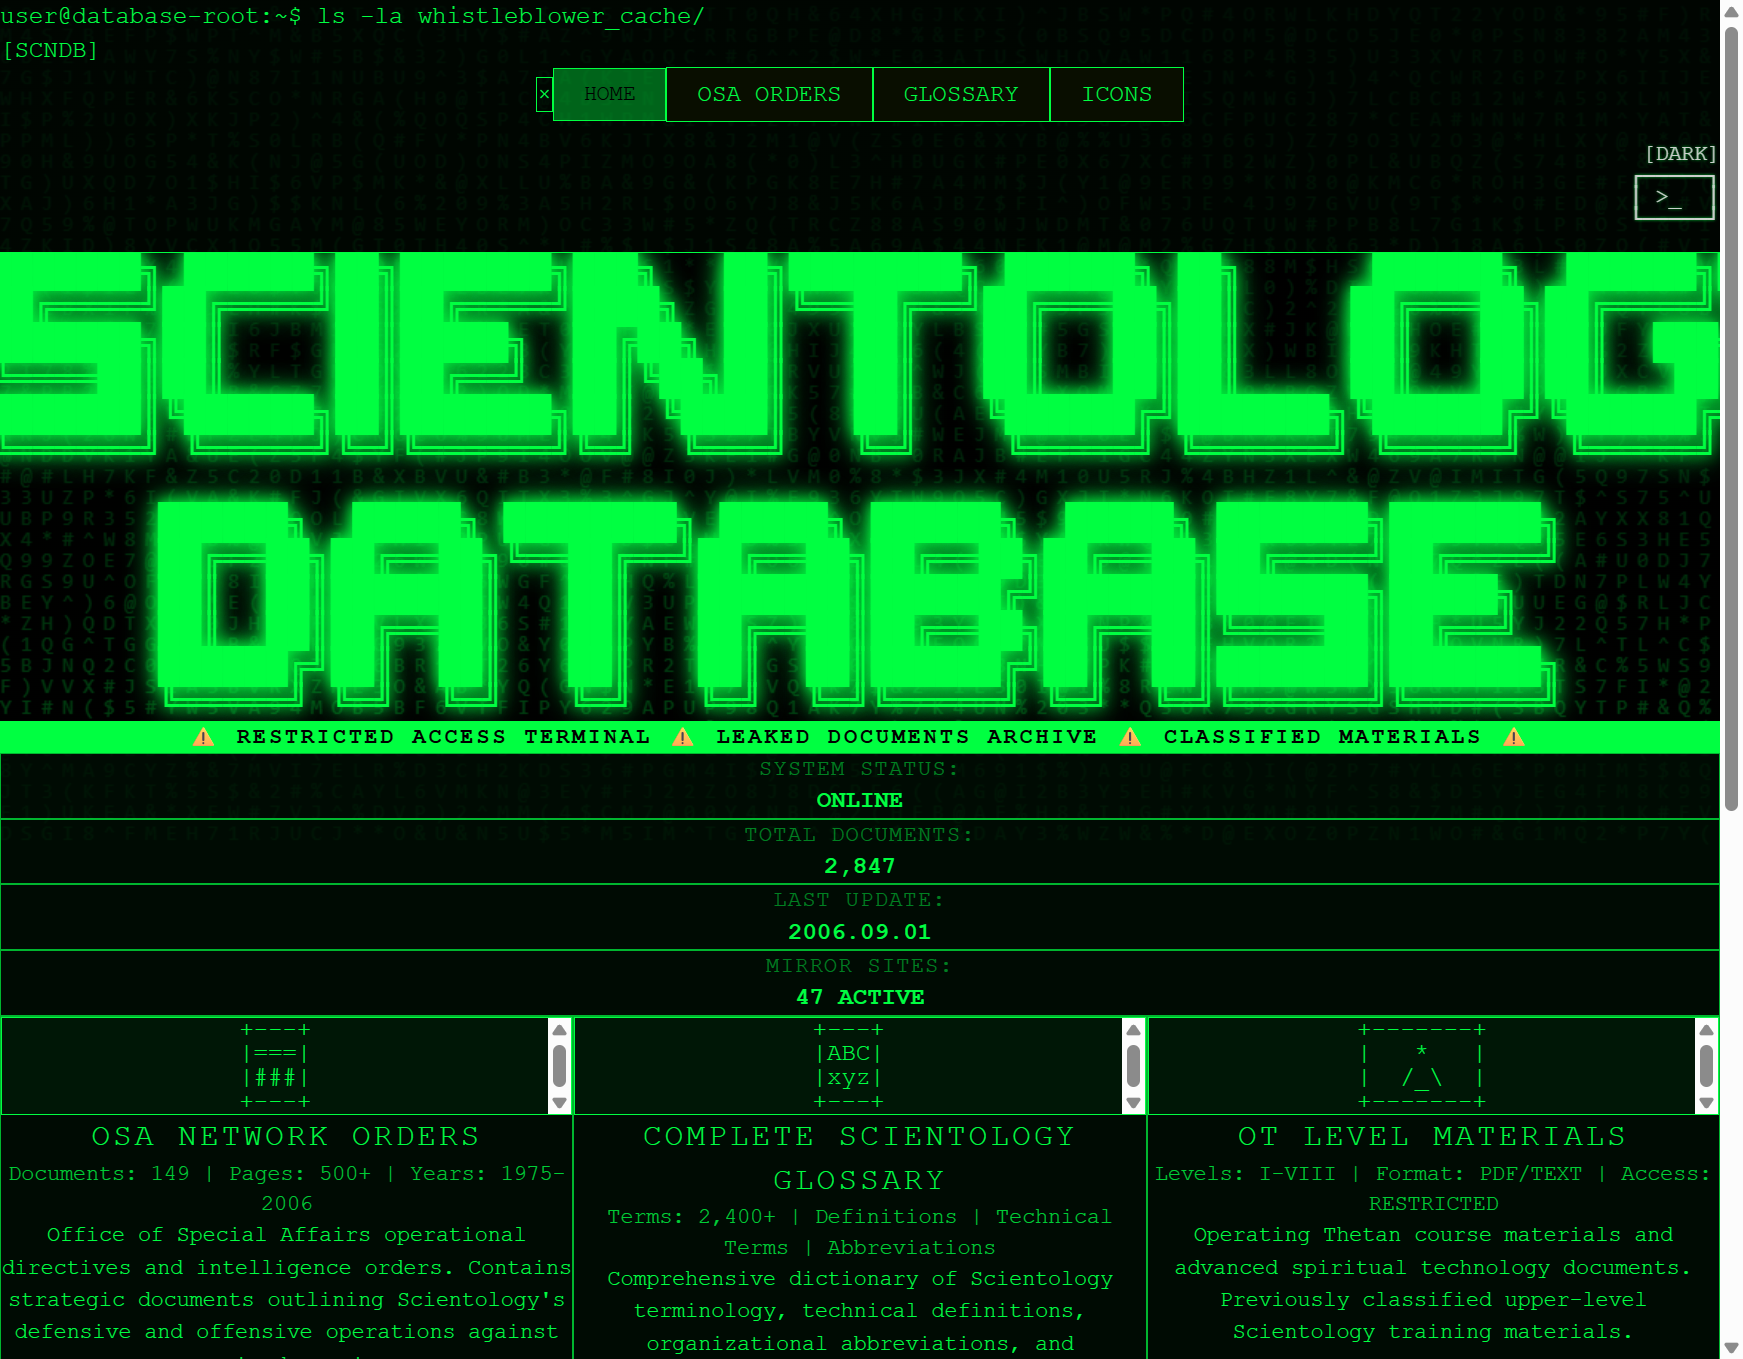 user@database-root:~$ ls -la whistleblower_cache/
[SCNDB]
× HOME OSA ORDERS GLOSSARY ICONS
[DARK]
>_
SCIENTOLOG
DATABASE
⚠ RESTRICTED ACCESS TERMINAL ⚠ LEAKED DOCUMENTS ARCHIVE ⚠ CLASSIFIED MATERIALS ⚠
SYSTEM STATUS:
ONLINE
TOTAL DOCUMENTS:
2,847
LAST UPDATE:
2006.09.01
MIRROR SITES:
47 ACTIVE
+---+
|===|
|###|
+---+
OSA NETWORK ORDERS
Documents: 149 | Pages: 500+ | Years: 1975-
2006
Office of Special Affairs operational
directives and intelligence orders. Contains
strategic documents outlining Scientology's
defensive and offensive operations against
+---+
|ABC|
|xyz|
+---+
COMPLETE SCIENTOLOGY
GLOSSARY
Terms: 2,400+ | Definitions | Technical
Terms | Abbreviations
Comprehensive dictionary of Scientology
terminology, technical definitions,
organizational abbreviations, and
+-------+
| * |
| /_\ |
+-------+
OT LEVEL MATERIALS
Levels: I-VIII | Format: PDF/TEXT | Access:
RESTRICTED
Operating Thetan course materials and
advanced spiritual technology documents.
Previously classified upper-level
Scientology training materials.